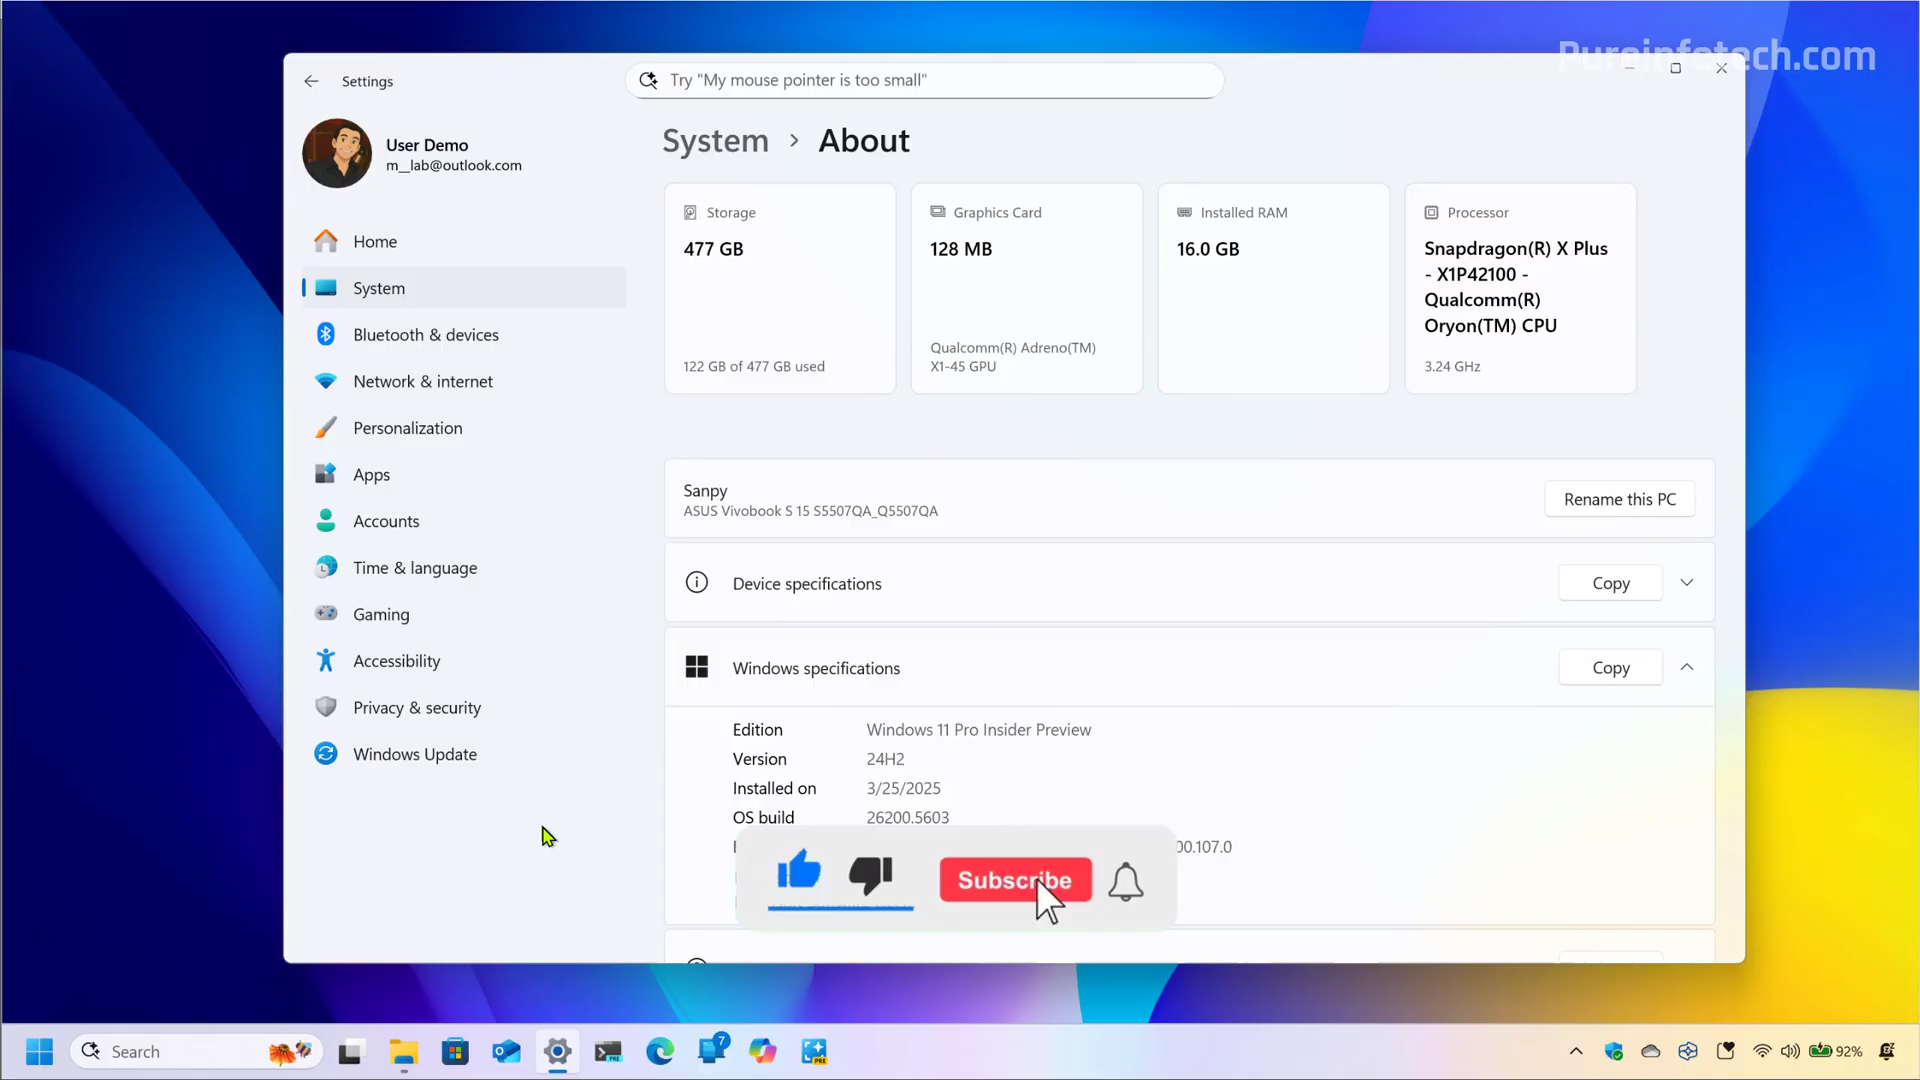 Pureinfotech.com
Settings
Try "My mouse pointer is too small"
User Demo
m__lab@outlook.com
System > About
Home
System
Bluetooth & devices
Network & internet
Personalization
Apps
Accounts
Time & language
Gaming
Accessibility
Privacy & security
Windows Update
Storage
477 GB
122 GB of 477 GB used
Graphics Card
128 MB
Qualcomm(R) Adreno(TM)
X1-45 GPU
Installed RAM
16.0 GB
Processor
Snapdragon(R) X Plus
- X1P42100 -
Qualcomm(R)
Oryon(TM) CPU
3.24 GHz
Sanpy
ASUS Vivobook S 15 S5507QA_Q5507QA
Rename this PC
Device specifications
Copy
Windows specifications
Copy
Edition Windows 11 Pro Insider Preview
Version 24H2
Installed on 3/25/2025
OS build 26200.5603
00.107.0
Subscribe
Search
PRE
7
PRE
92%